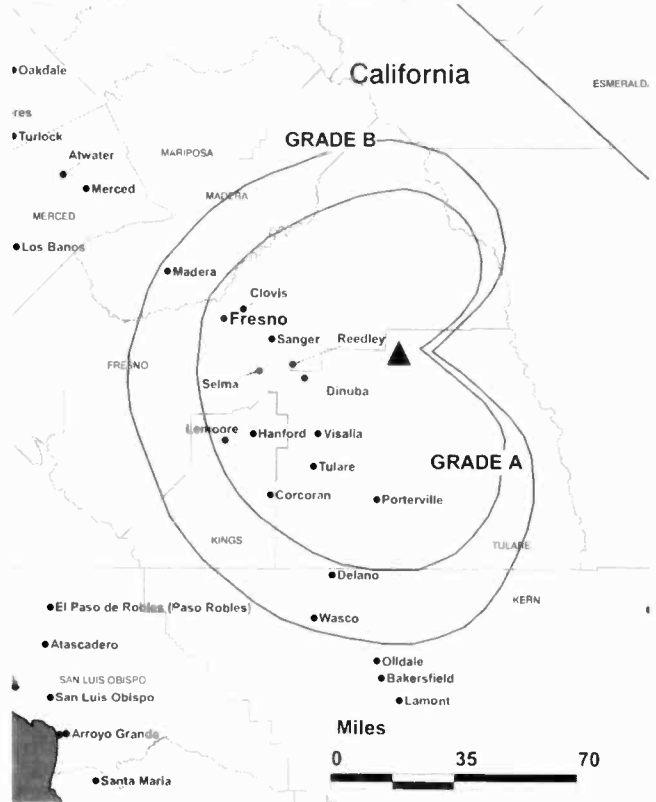 California
Oakdale
ESMERALD
res
Turlock
GRADE B
Atwater
MARIPOSA
Merced
MADERA
MERCED
Los Banos
Madera
Clovis
Fresno
Sanger
Reedley
FRESNO
Selma
Dinuba
Lemoore
Hanford
Visalia
GRADE A
Tulare
Corcoran
Porterville
KINGS
TULARE
Delano
KERN
El Paso de Robles (Paso Robles)
Wasco
Atascadero
Olldale
Bakersfield
SAN LUIS OBISPO
San Luis Obispo
Lamont
Miles
Arroyo Grande
0 35 70
Santa Maria